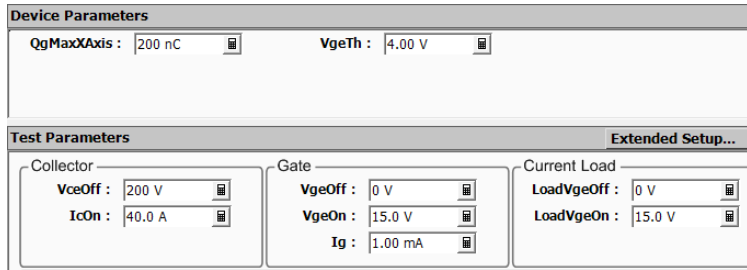 Device Parameters
QgMaxXAxis : 200 nC VgeTh : 4.00 V
Test Parameters Extended Setup...
Collector Gate Current Load
VceOff : 200 V VgeOff : 0 V LoadVgeOff : 0 V
IcOn : 40.0 A VgeOn : 15.0 V LoadVgeOn : 15.0 V
Ig : 1.00 mA